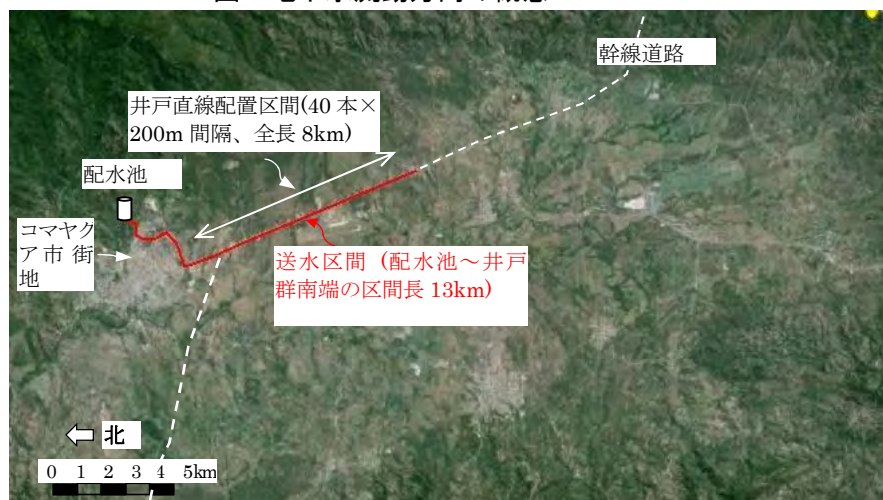 幹線道路
井戸直線配置区間(40 本×
200m 間隔、全長 8km)
配水池
コマヤク
ア市 街
地
送水区間 (配水池～井戸
群南端の区間長 13km)
北
0 1 2 3 4 5km